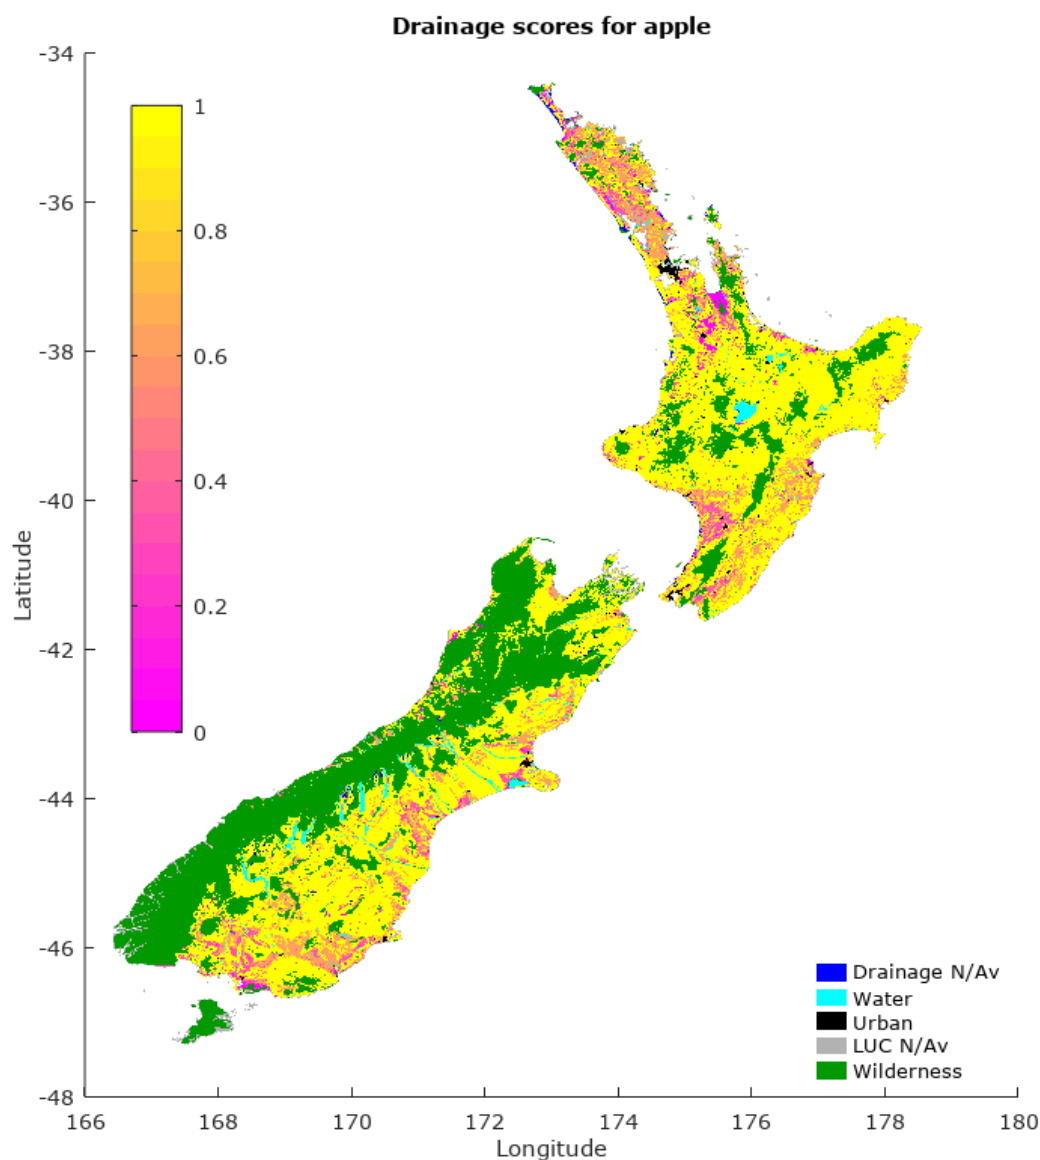 Drainage scores for apple
-34
-36
-38
-40
-42
-44
-46
-48
Latitude
1
0.8
0.6
0.4
0.2
0
Drainage N/Av
Water
Urban
LUC N/Av
Wilderness
166 168 170 172 174 176 178 180
Longitude